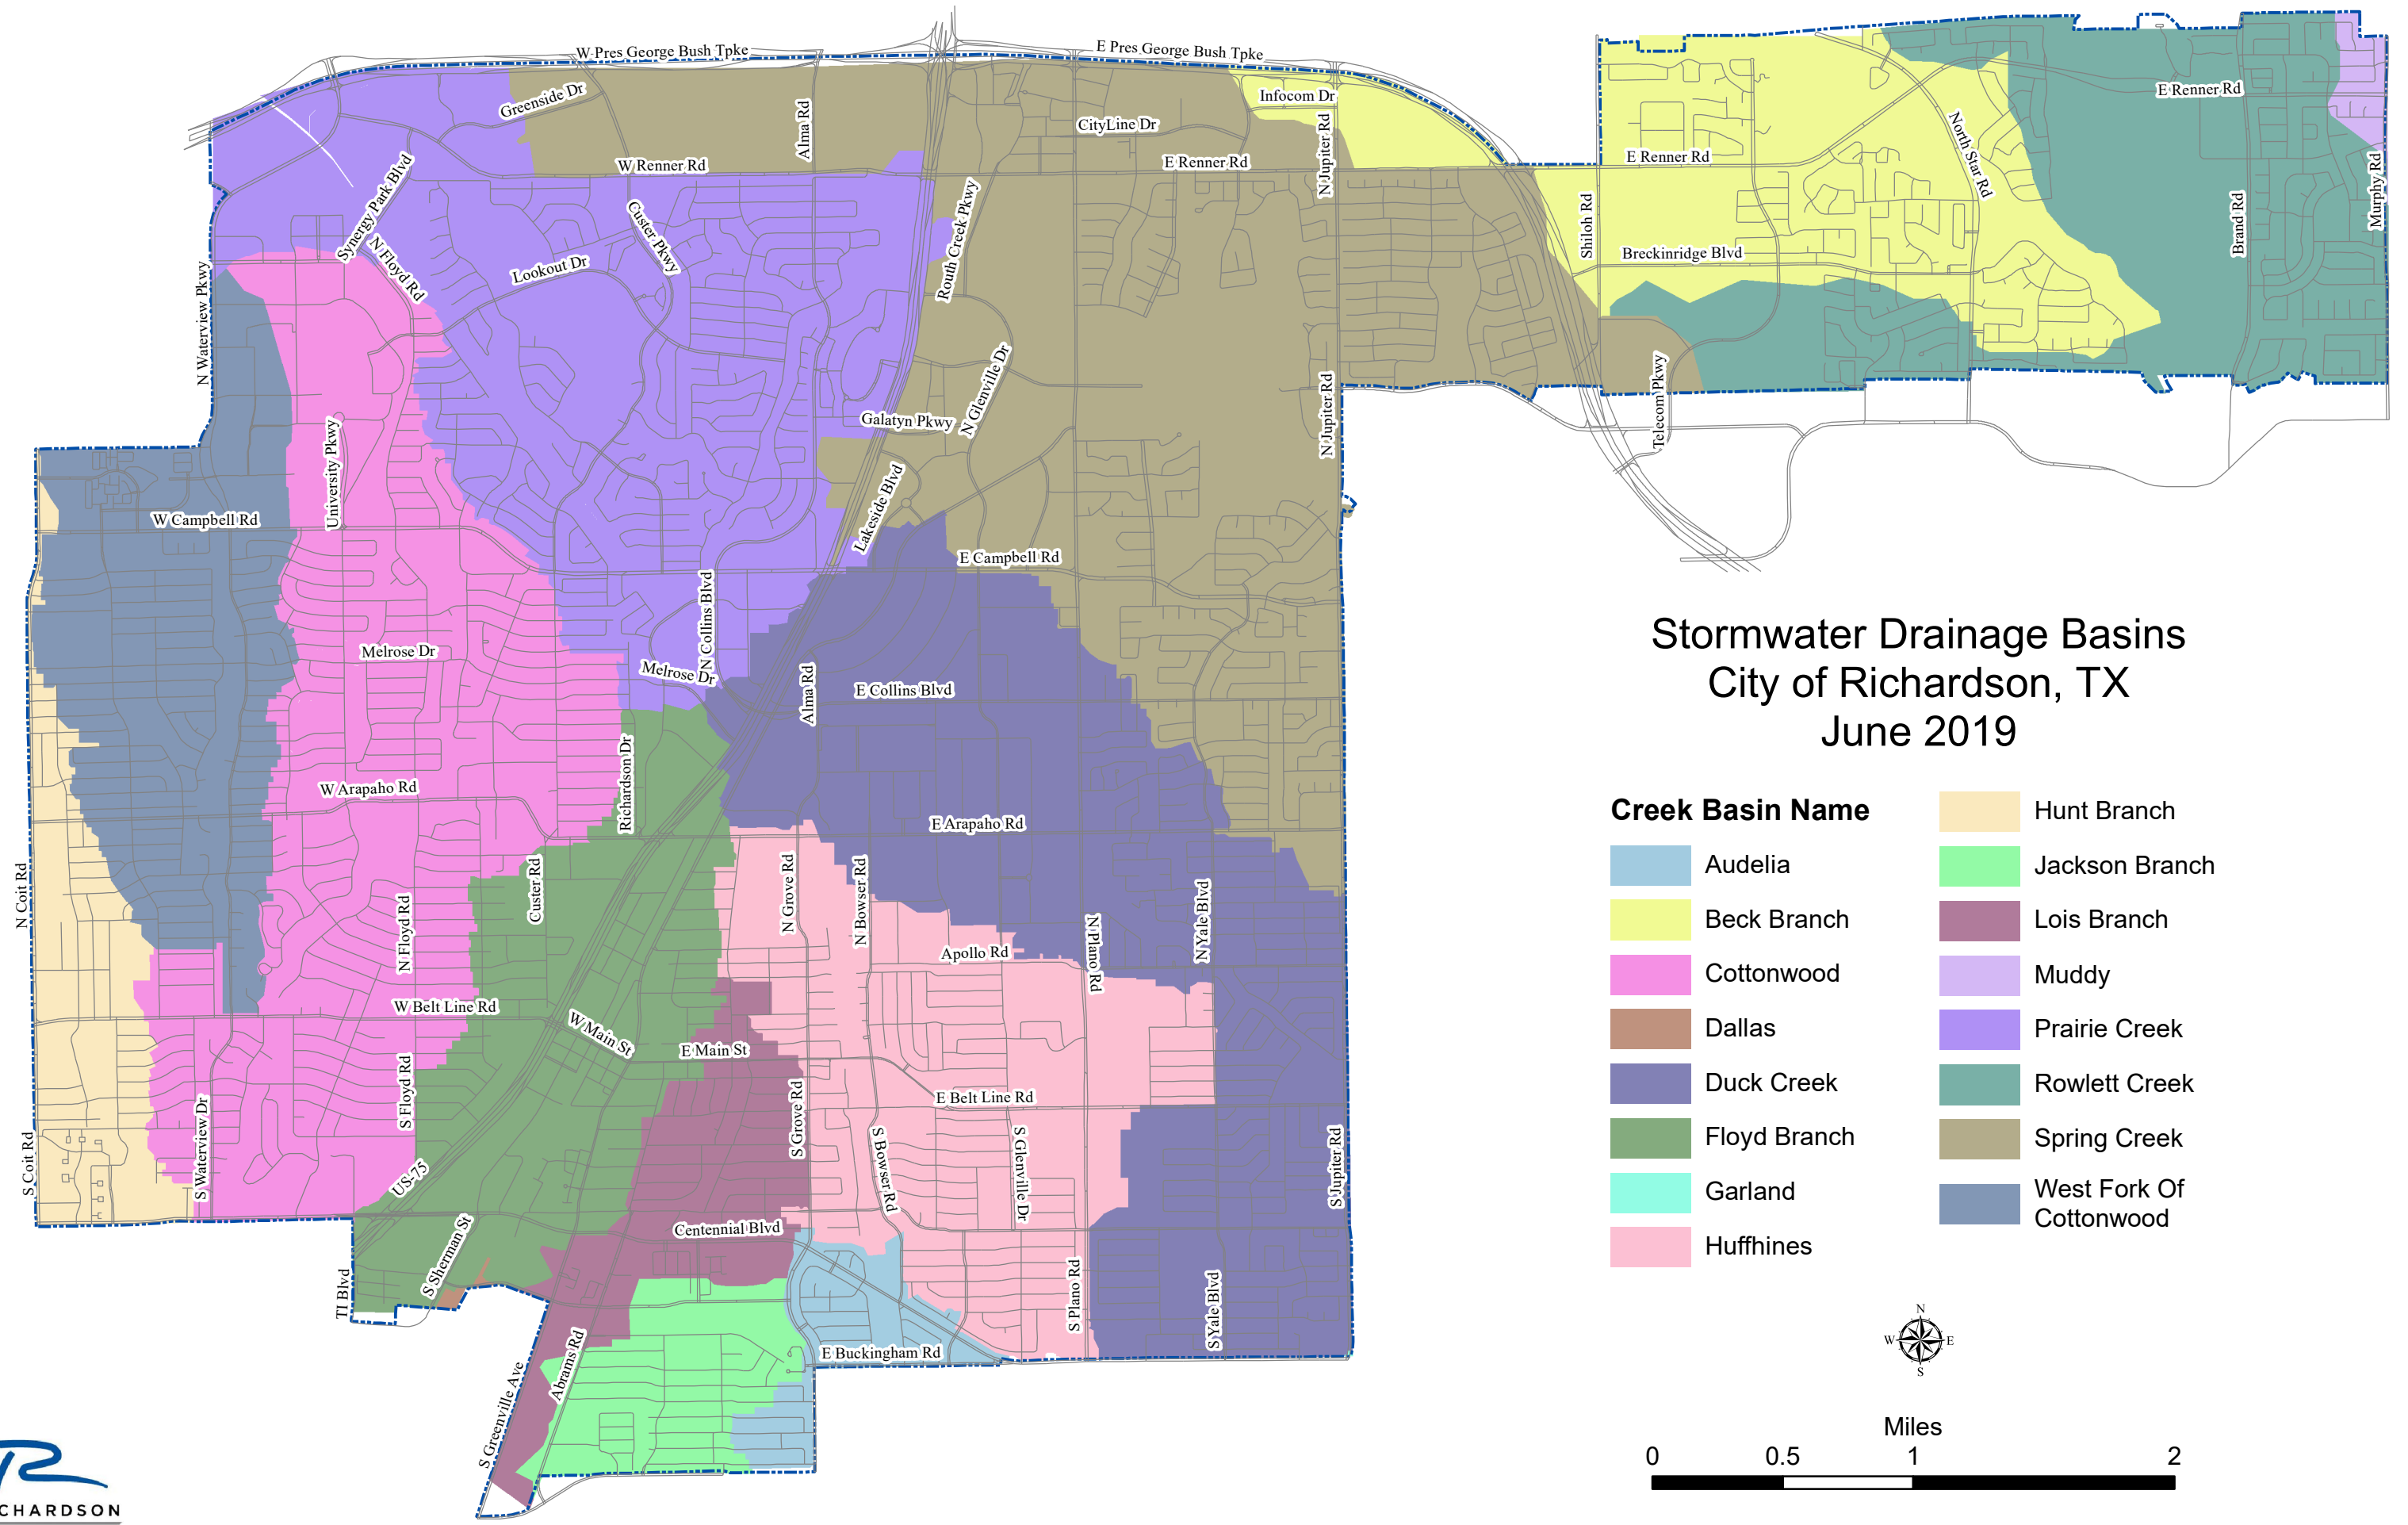 W Pres George Bush Tpke
E Pres George Bush Tpke
Greenside Dr
Alma Rd
Infocom Dr
CityLine Dr
E Renner Rd
N Jupiter Rd
W Renner Rd
E Renner Rd
E Renner Rd
North Star Rd
Murphy Rd
Synergy Park Blvd
N Floyd Rd
Custer Pkwy
Routh Creek Pkwy
Shiloh Rd
Brand Rd
Lookout Dr
Breckinridge Blvd
N Waterview Pkwy
N Glenville Dr
Galatyn Pkwy
N Jupiter Rd
Telecom Pkwy
University Pkwy
Lakeside Blvd
W Campbell Rd
E Campbell Rd
N Collins Blvd
Melrose Dr
Melrose Dr
Alma Rd
E Collins Blvd
Richardson Dr
W Arapaho Rd
E Arapaho Rd
N Coit Rd
Custer Rd
N Floyd Rd
N Grove Rd
N Bowser Rd
N Yale Blvd
Apollo Rd
N Plano Rd
W Belt Line Rd
W Main St
E Main St
S Floyd Rd
S Grove Rd
E Belt Line Rd
S Coit Rd
S Waterview Dr
US-75
S Bowser Rd
S Glenville Dr
S Jupiter Rd
Centennial Blvd
S Sherman St
TI Blvd
S Plano Rd
S Yale Blvd
E Buckingham Rd
Abrams Rd
S Greenville Ave
Stormwater Drainage Basins
City of Richardson, TX
June 2019
Creek Basin Name
Audelia
Beck Branch
Cottonwood
Dallas
Duck Creek
Floyd Branch
Garland
Huffhines
Hunt Branch
Jackson Branch
Lois Branch
Muddy
Prairie Creek
Rowlett Creek
Spring Creek
West Fork Of
Cottonwood
N
W E
S
Miles
0 0.5 1 2
CHARDSON